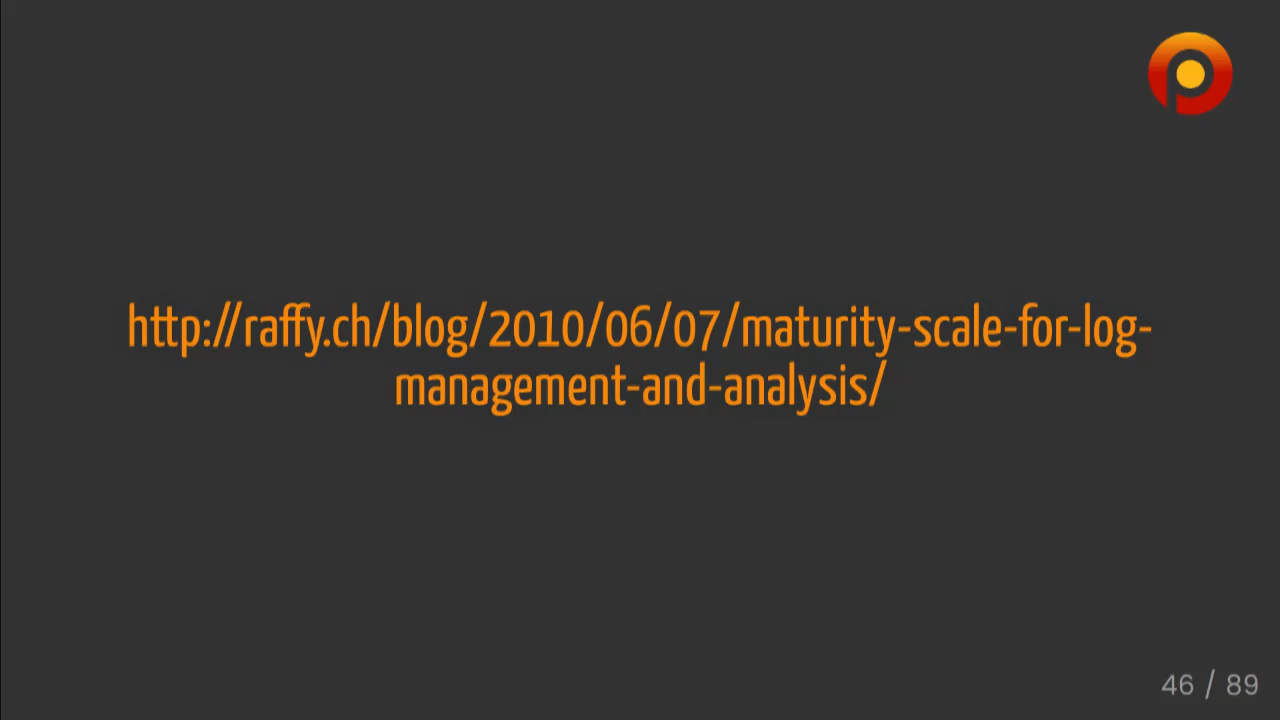 http://raffy.ch/blog/2010/06/07/maturity-scale-for-log-
management-and-analysis/
46 / 89